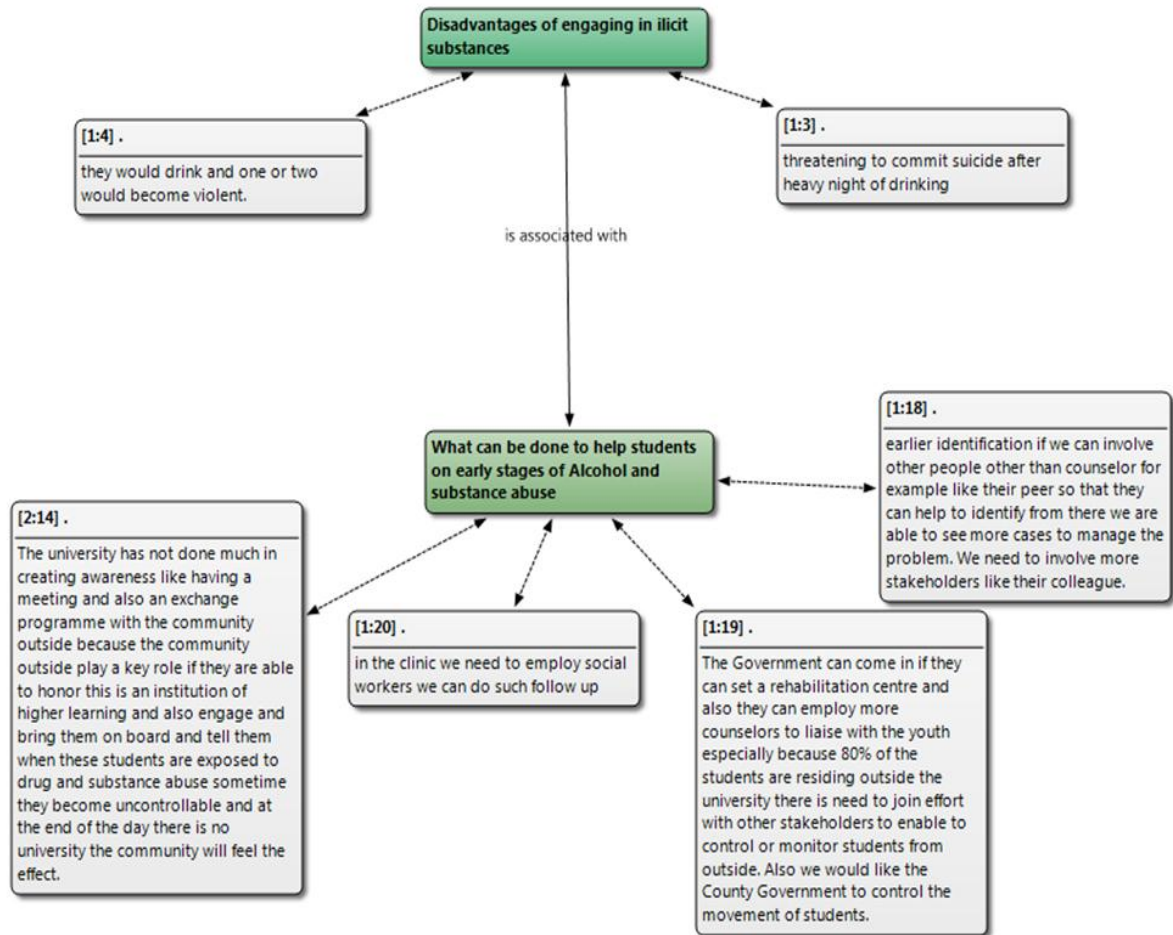 Disadvantages of engaging in ilicit
substances
[1:4] .
they would drink and one or two
would become violent.
[1:3] .
threatening to commit suicide after
heavy night of drinking
is associated with
What can be done to help students
on early stages of Alcohol and
substance abuse
[1:18] .
earlier identification if we can involve
other people other than counselor for
example like their peer so that they
can help to identify from there we are
able to see more cases to manage the
problem. We need to involve more
stakeholders like their colleague.
[2:14] .
The university has not done much in
creating awareness like having a
meeting and also an exchange
programme with the community
outside because the community
outside play a key role if they are able
to honor this is an institution of
higher learning and also engage and
bring them on board and tell them
when these students are exposed to
drug and substance abuse sometime
they become uncontrollable and at
the end of the day there is no
university the community will feel the
effect.
[1:20] .
in the clinic we need to employ social
workers we can do such follow up
[1:19] .
The Government can come in if they
can set a rehabilitation centre and
also they can employ more
counselors to liaise with the youth
especially because 80% of the
students are residing outside the
university there is need to join effort
with other stakeholders to enable to
control or monitor students from
outside. Also we would like the
County Government to control the
movement of students.